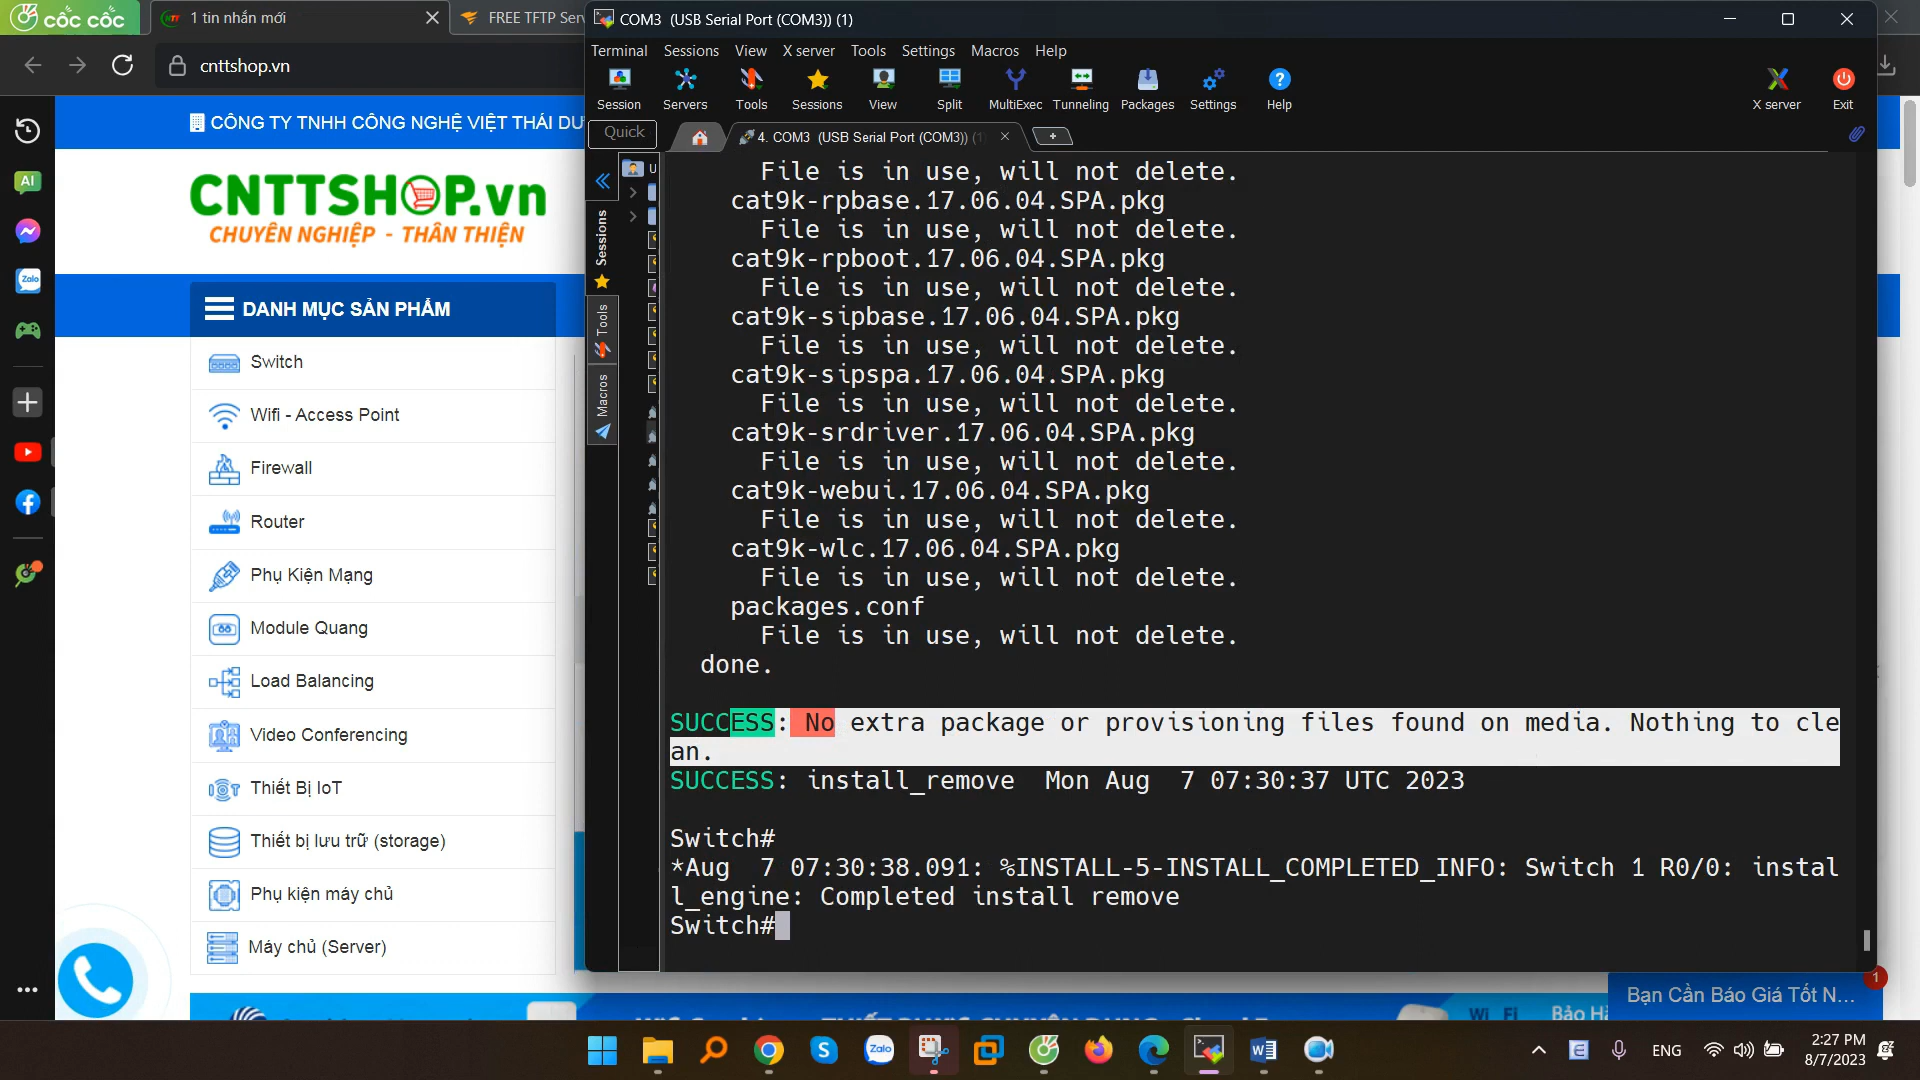 cốc cốc
1 tin nhắn mới
FREE TFTP Serv
cnttshop.vn
CÔNG TY TNHH CÔNG NGHỆ VIỆT THÁI DƯ
CNTTSHOP.vn
CHUYÊN NGHIỆP - THÂN THIỆN
DANH MỤC SẢN PHẨM
Switch
Wifi - Access Point
Firewall
Router
Phụ Kiện Mạng
Module Quang
Load Balancing
Video Conferencing
Thiết Bị IoT
Thiết bị lưu trữ (storage)
Phụ kiện máy chủ
Máy chủ (Server)
AI
Zalo
COM3 (USB Serial Port (COM3)) (1)
Terminal Sessions View X server Tools Settings Macros Help
Session Servers Tools Sessions View Split MultiExec Tunneling Packages Settings Help X server Exit
Quick
4. COM3 (USB Serial Port (COM3)) (1
Sessions
Tools
Macros
File is in use, will not delete.
cat9k-rpbase.17.06.04.SPA.pkg
File is in use, will not delete.
cat9k-rpboot.17.06.04.SPA.pkg
File is in use, will not delete.
cat9k-sipbase.17.06.04.SPA.pkg
File is in use, will not delete.
cat9k-sipspa.17.06.04.SPA.pkg
File is in use, will not delete.
cat9k-srdriver.17.06.04.SPA.pkg
File is in use, will not delete.
cat9k-webui.17.06.04.SPA.pkg
File is in use, will not delete.
cat9k-wlc.17.06.04.SPA.pkg
File is in use, will not delete.
packages.conf
File is in use, will not delete.
done.
SUCCESS: No extra package or provisioning files found on media. Nothing to cle
an.
SUCCESS: install_remove Mon Aug 7 07:30:37 UTC 2023
Switch#
*Aug 7 07:30:38.091: %INSTALL-5-INSTALL_COMPLETED_INFO: Switch 1 R0/0: instal
l_engine: Completed install remove
Switch#
1
Bạn Cần Báo Giá Tốt N...
Wi Fi
Zalo
ENG
2:27 PM
8/7/2023